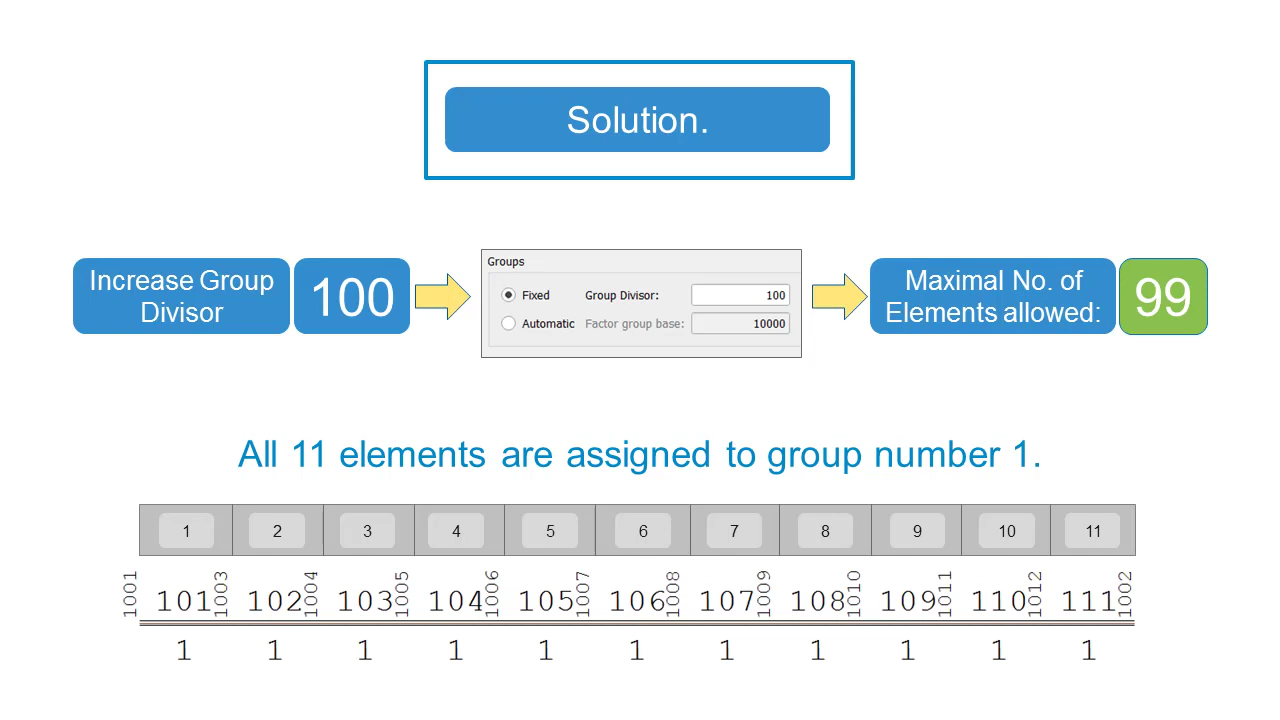 Solution.
Increase Group
Divisor
100
Groups
Fixed Group Divisor: 100
Automatic Factor group base: 10000
Maximal No. of
Elements allowed:
99
All 11 elements are assigned to group number 1.
1 2 3 4 5 6 7 8 9 10 11
1001 101 1003 102 1004 103 1005 104 1006 105 1007 106 1008 107 1009 108 1010 109 1011 110 1012 111 1002
1 1 1 1 1 1 1 1 1 1 1